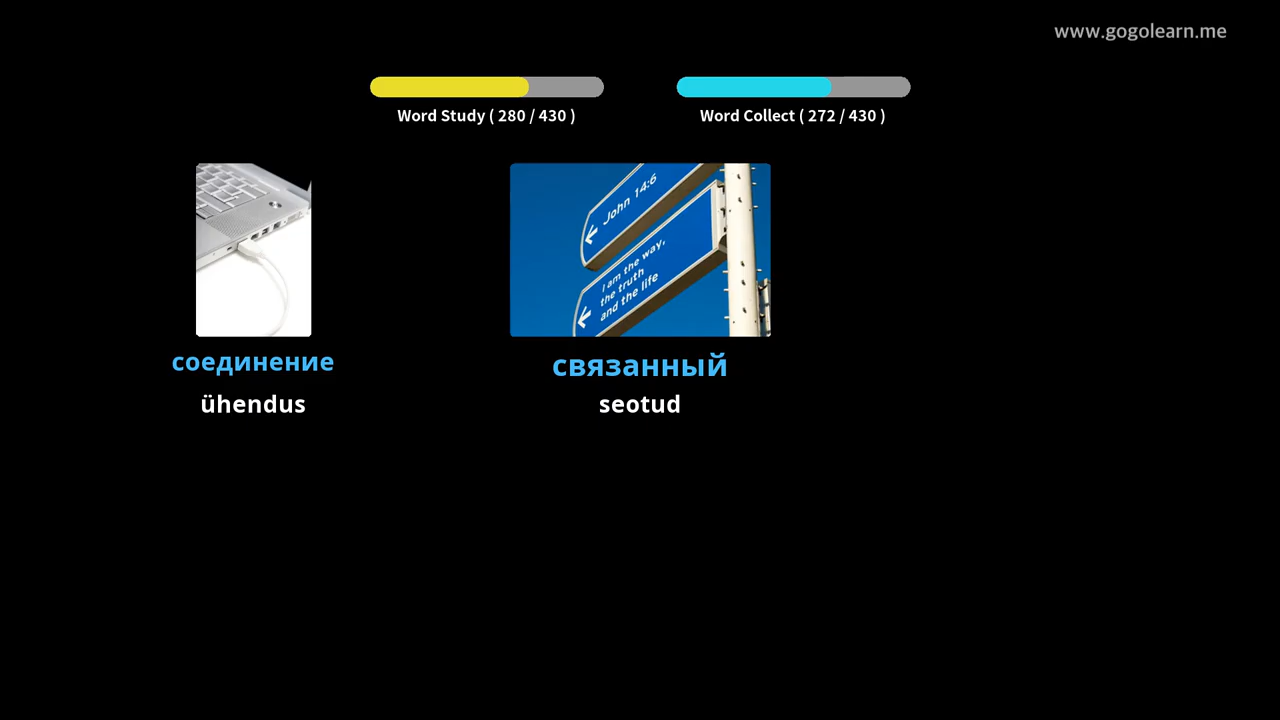 www.gogolearn.me
Word Study ( 280 / 430 )
Word Collect ( 272 / 430 )
John 14:6
I am the way,
the truth
and the life
соединение
связанный
ühendus
seotud